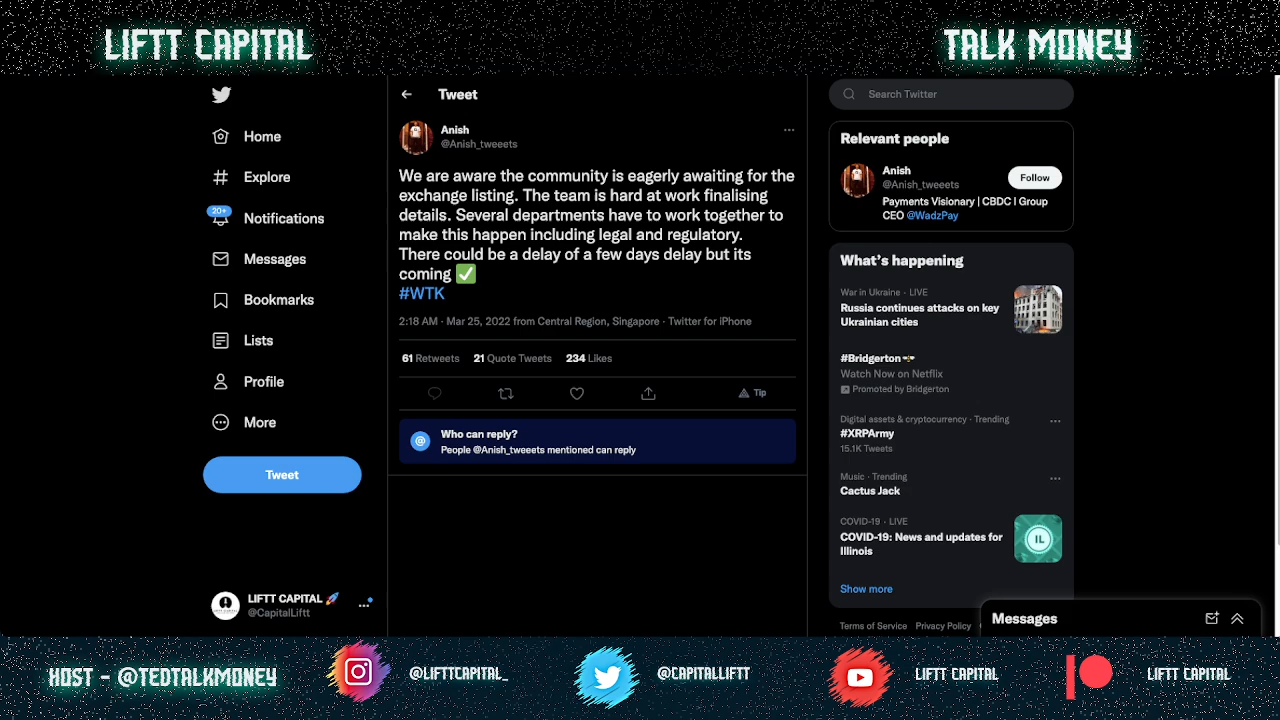 LIFTT CAPITAL
TALK MONEY
Home
Explore
20+
Notifications
Messages
Bookmarks
Lists
Profile
More
Tweet
LIFTT CAPITAL 🚀
@CapitalLiftt
Tweet
Anish
@Anish_tweeets
We are aware the community is eagerly awaiting for the
exchange listing. The team is hard at work finalising
details. Several departments have to work together to
make this happen including legal and regulatory.
There could be a delay of a few days delay but its
coming ✅
#WTK
2:18 AM · Mar 25, 2022 from Central Region, Singapore · Twitter for iPhone
61 Retweets 21 Quote Tweets 234 Likes
Tip
Who can reply?
People @Anish_tweeets mentioned can reply
Search Twitter
Relevant people
Anish
@Anish_tweeets
Follow
Payments Visionary | CBDC | Group
CEO @WadzPay
What's happening
War in Ukraine · LIVE
Russia continues attacks on key
Ukrainian cities
#Bridgerton
Watch Now on Netflix
Promoted by Bridgerton
Digital assets & cryptocurrency · Trending
#XRPArmy
15.1K Tweets
Music · Trending
Cactus Jack
COVID-19 · LIVE
COVID-19: News and updates for
Illinois
IL
Show more
Terms of Service Privacy Policy
Messages
HOST - @TEDTALKMONEY
@LIFTTCAPITAL_
@CAPITALLIFTT
LIFTT CAPITAL
LIFTT CAPITAL